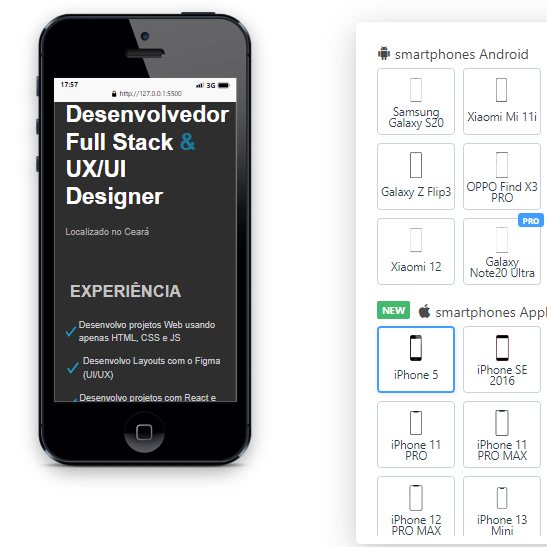 17:57
3G
http://127.0.0.1:5500
Desenvolvedor
Full Stack &
UX/UI
Designer
Localizado no Ceará
EXPERIÊNCIA
Desenvolvo projetos Web usando
apenas HTML, CSS e JS
Desenvolvo Layouts com o Figma
(UI/UX)
Desenvolvo projetos com React e
smartphones Android
Samsung
Galaxy S20
Xiaomi Mi 11i
Galaxy Z Flip3
OPPO Find X3
PRO
PRO
Xiaomi 12
Galaxy
Note20 Ultra
NEW
smartphones Appl
iPhone 5
iPhone SE
2016
iPhone 11
PRO
iPhone 11
PRO MAX
iPhone 12
PRO MAX
iPhone 13
Mini